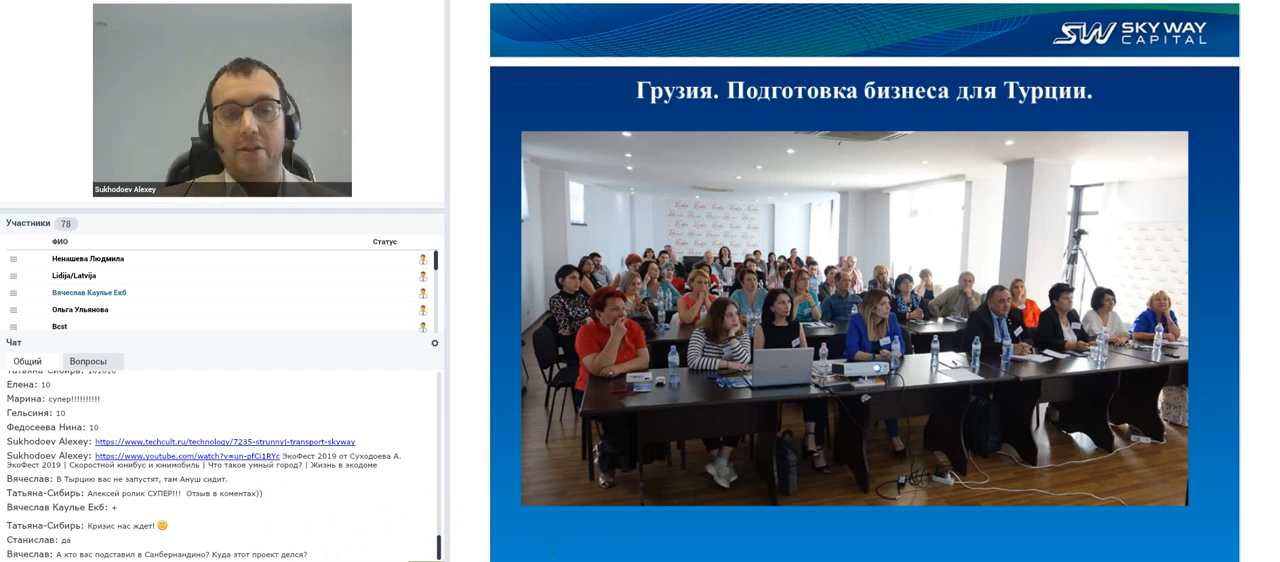 SW SKY WAY
CAPITAL
Грузия. Подготовка бизнеса для Турции.
Sukhodoev Alexey
Участники 78
ФИО Статус
Ненашева Людмила
Lidija/Latvija
Вячеслав Каулье Екб
Ольга Ульянова
Bcst
Чат
Общий Вопросы
Татьяна-Сибирь: 101010
Елена: 10
Марина: супер!!!!!!!!!!
Гельсиня: 10
Федосеева Нина: 10
Sukhodoev Alexey: https://www.techcult.ru/technology/7235-strunnyj-transport-skyway
Sukhodoev Alexey: https://www.youtube.com/watch?v=un-pfCi1RYc ЭкоФест 2019 от Суходоева А.
ЭкоФест 2019 | Скоростной юнибус и юнимобиль | Что такое умный город? | Жизнь в экодоме
Вячеслав: В Тырцию вас не запустят, там Ануш сидит.
Татьяна-Сибирь: Алексей ролик СУПЕР!!! Отзыв в коментах))
Вячеслав Каулье Екб: +
Татьяна-Сибирь: Кризис нас ждет!
Станислав: да
Вячеслав: А кто вас подставил в Санбернандино? Куда этот проект делся?